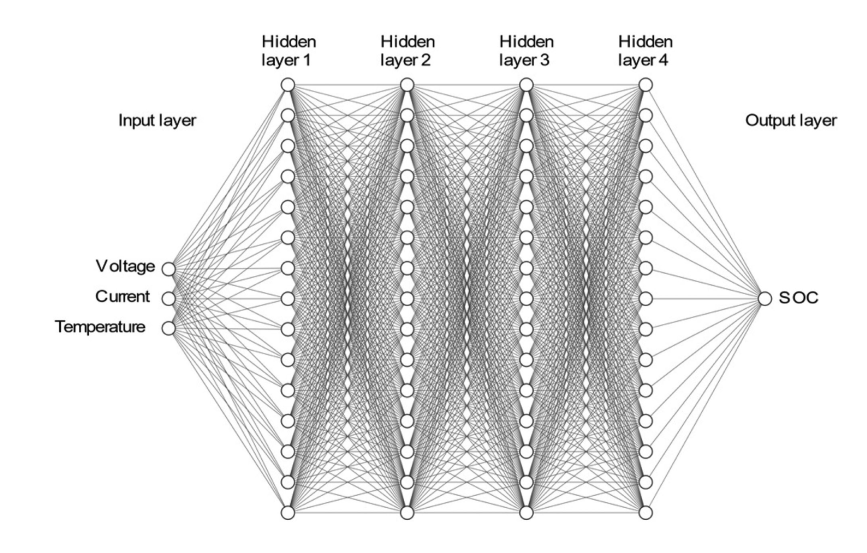 Hidden
layer 1
Hidden
layer 2
Hidden
layer 3
Hidden
layer 4
Input layer
Output layer
Voltage
Current
Temperature
SOC